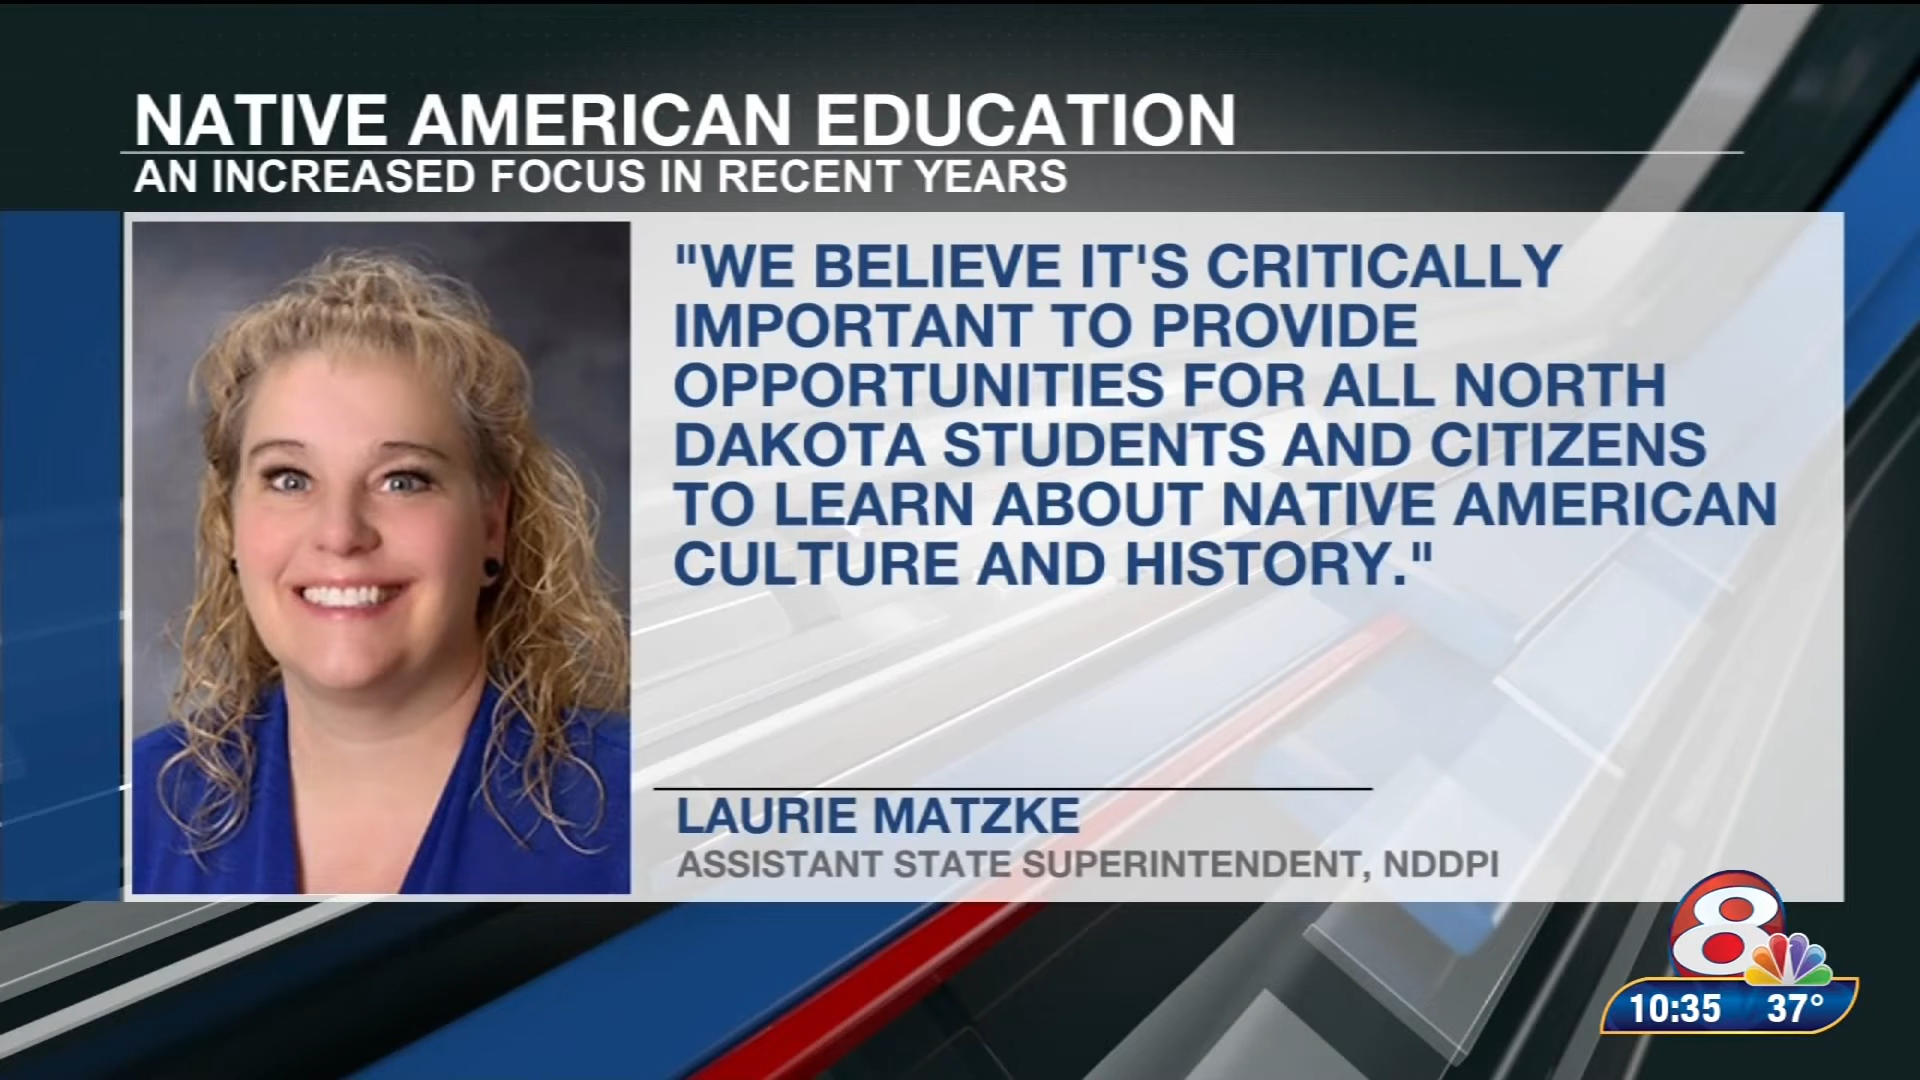 NATIVE AMERICAN EDUCATION
AN INCREASED FOCUS IN RECENT YEARS
"WE BELIEVE IT'S CRITICALLY
IMPORTANT TO PROVIDE
OPPORTUNITIES FOR ALL NORTH
DAKOTA STUDENTS AND CITIZENS
TO LEARN ABOUT NATIVE AMERICAN
CULTURE AND HISTORY."
LAURIE MATZKE
ASSISTANT STATE SUPERINTENDENT, NDDPI
8
10:35 37°